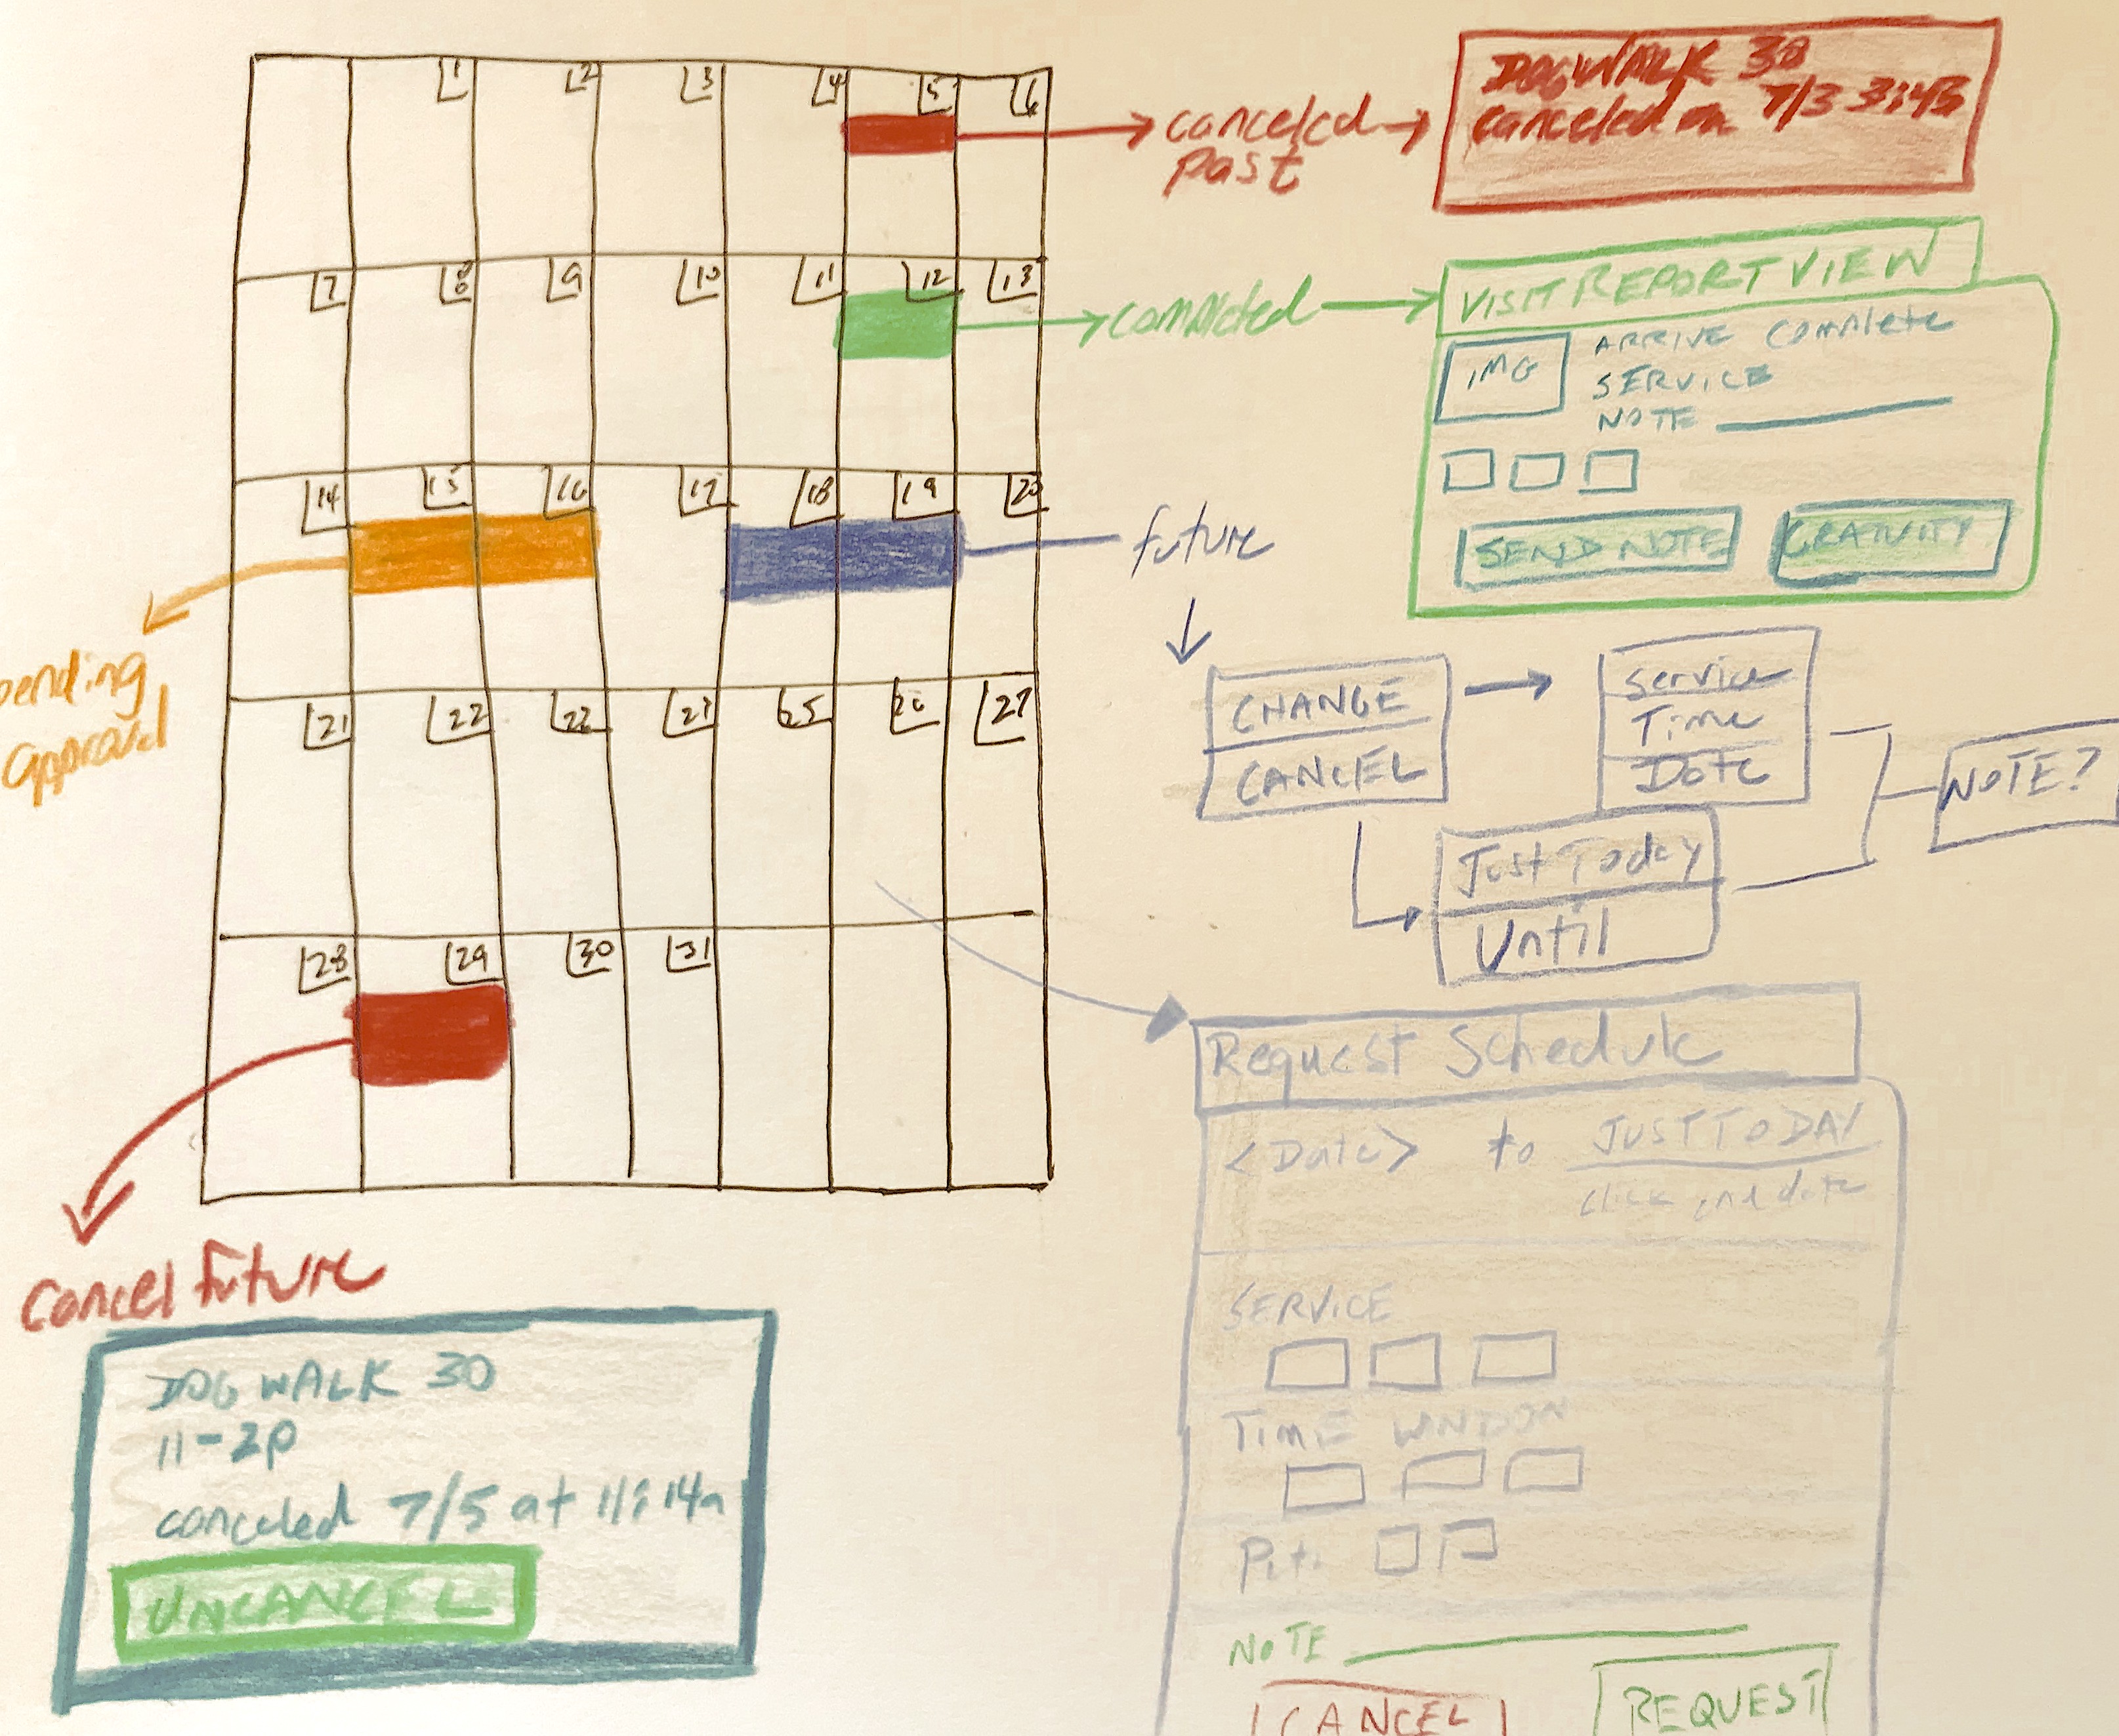 1 2 3 4 5 6
7 8 9 10 11 12 13
14 15 16 17 18 19 20
21 22 22 23 25 26 27
28 29 30 31
canceled
past
DOG WALK 30
canceled on 7/3 3:45
completed
VISIT REPORT VIEW
IMG
ARRIVE COMPLETE
SERVICE
NOTE
SEND NOTE
GRATUITY
pending
approval
future
CHANGE
CANCEL
Service
Time
Date
Just Today
Until
NOTE?
Request Schedule
<Date> to JUST TODAY
click end date
SERVICE
TIME WINDOW
Pet
NOTE
CANCEL
REQUEST
Cancel Future
DOG WALK 30
11-2p
canceled 7/5 at 11:14a
UNCANCEL